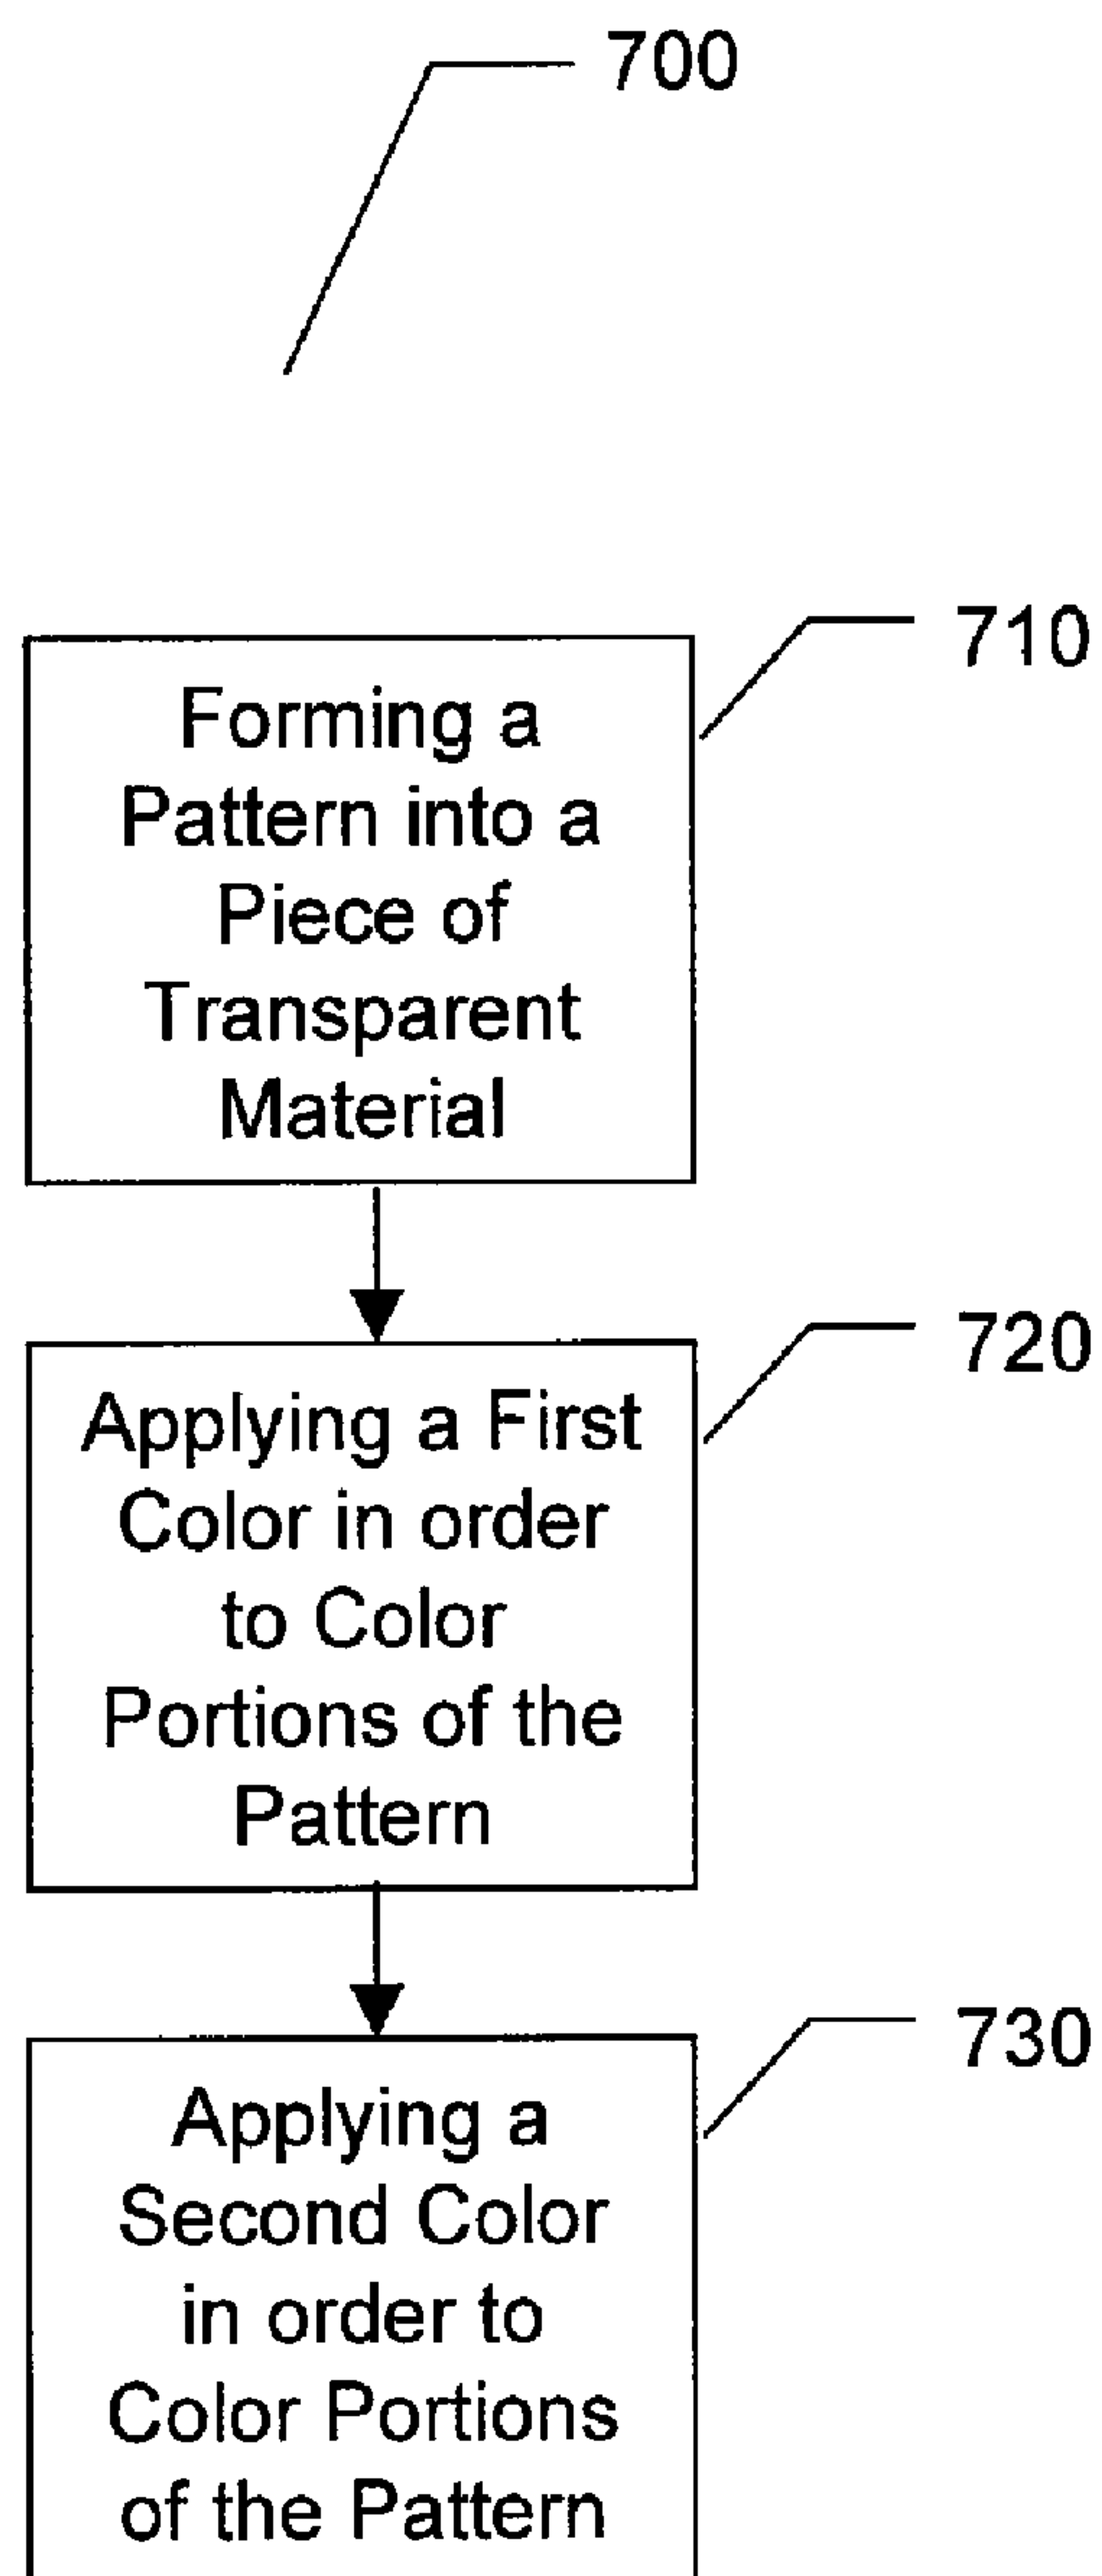 700
710
Forming a
Pattern into a
Piece of
Transparent
Material
720
Applying a First
Color in order
to Color
Portions of the
Pattern
730
Applying a
Second Color
in order to
Color Portions
of the Pattern